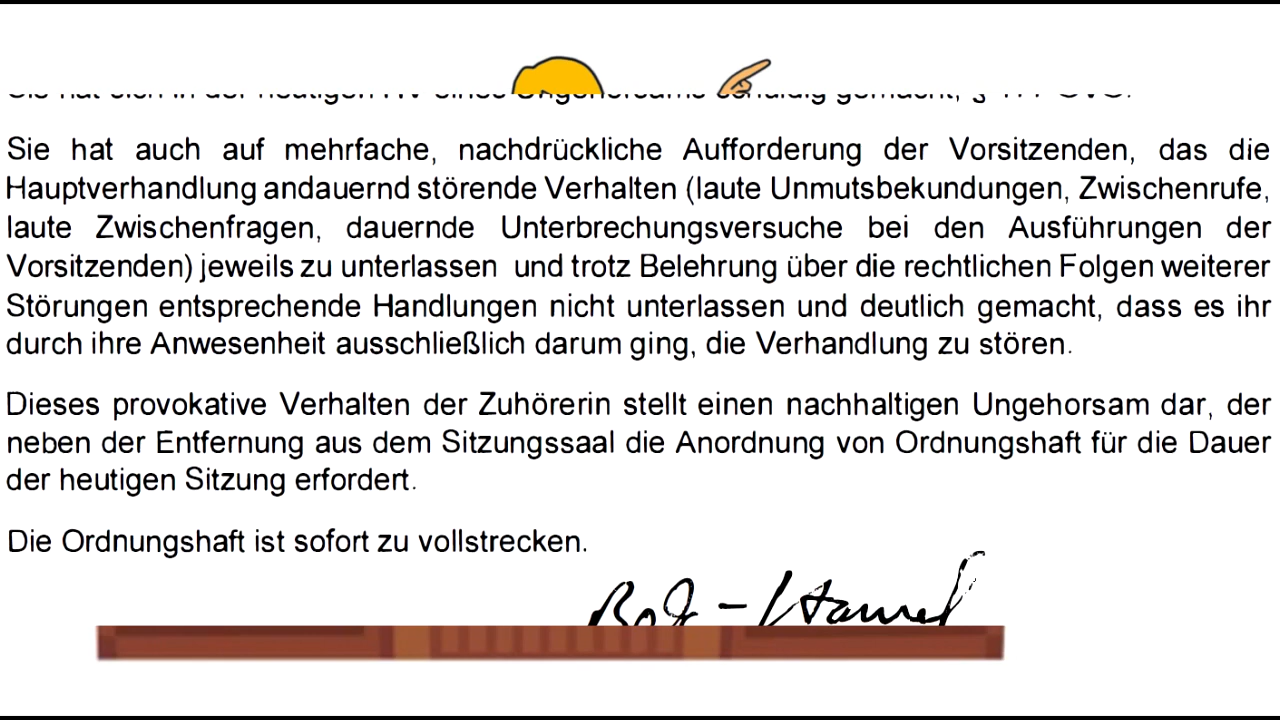 Sie hat auch auf mehrfache, nachdrückliche Aufforderung der Vorsitzenden, das die
Hauptverhandlung andauernd störende Verhalten (laute Unmutsbekundungen, Zwischenrufe,
laute Zwischenfragen, dauernde Unterbrechungsversuche bei den Ausführungen der
Vorsitzenden) jeweils zu unterlassen und trotz Belehrung über die rechtlichen Folgen weiterer
Störungen entsprechende Handlungen nicht unterlassen und deutlich gemacht, dass es ihr
durch ihre Anwesenheit ausschließlich darum ging, die Verhandlung zu stören.
Dieses provokative Verhalten der Zuhörerin stellt einen nachhaltigen Ungehorsam dar, der
neben der Entfernung aus dem Sitzungssaal die Anordnung von Ordnungshaft für die Dauer
der heutigen Sitzung erfordert.
Die Ordnungshaft ist sofort zu vollstrecken.